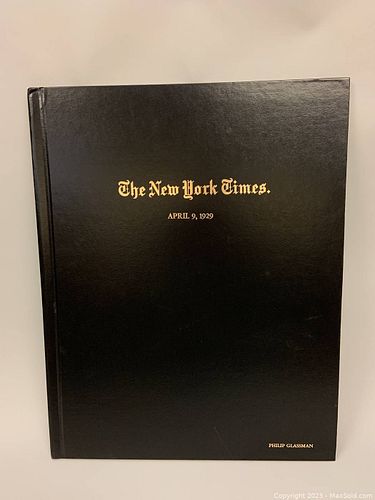 The New York Times.
APRIL 9, 1929
PHILIP GLASSMAN
Copyright 2023 - MaxSold.com